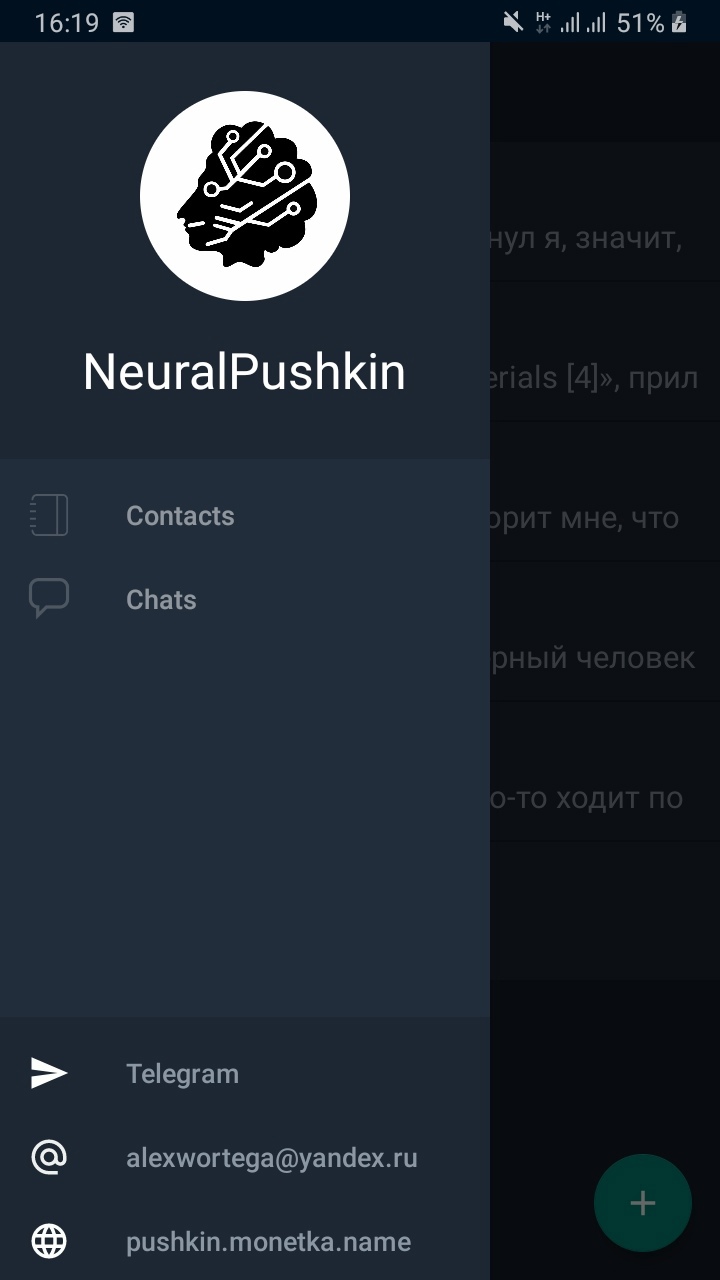 16:19
H+
51%
NeuralPushkin
нул я, значит,
erials [4]», прил
Contacts
орит мне, что
Chats
рный человек
о-то ходит по
Telegram
alexwortega@yandex.ru
+
pushkin.monetka.name